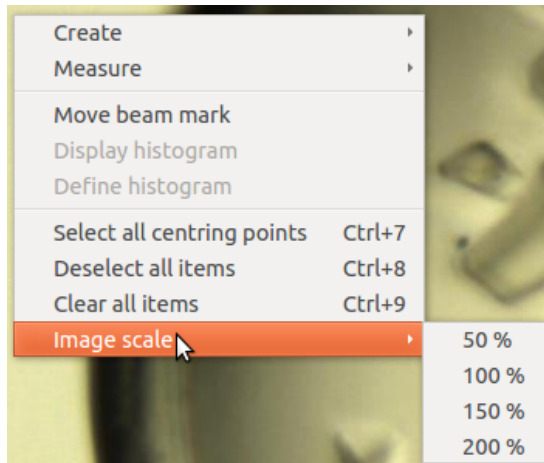 Create
Measure
Move beam mark
Display histogram
Define histogram
Select all centring points Ctrl+7
Deselect all items Ctrl+8
Clear all items Ctrl+9
Image scale
50 %
100 %
150 %
200 %